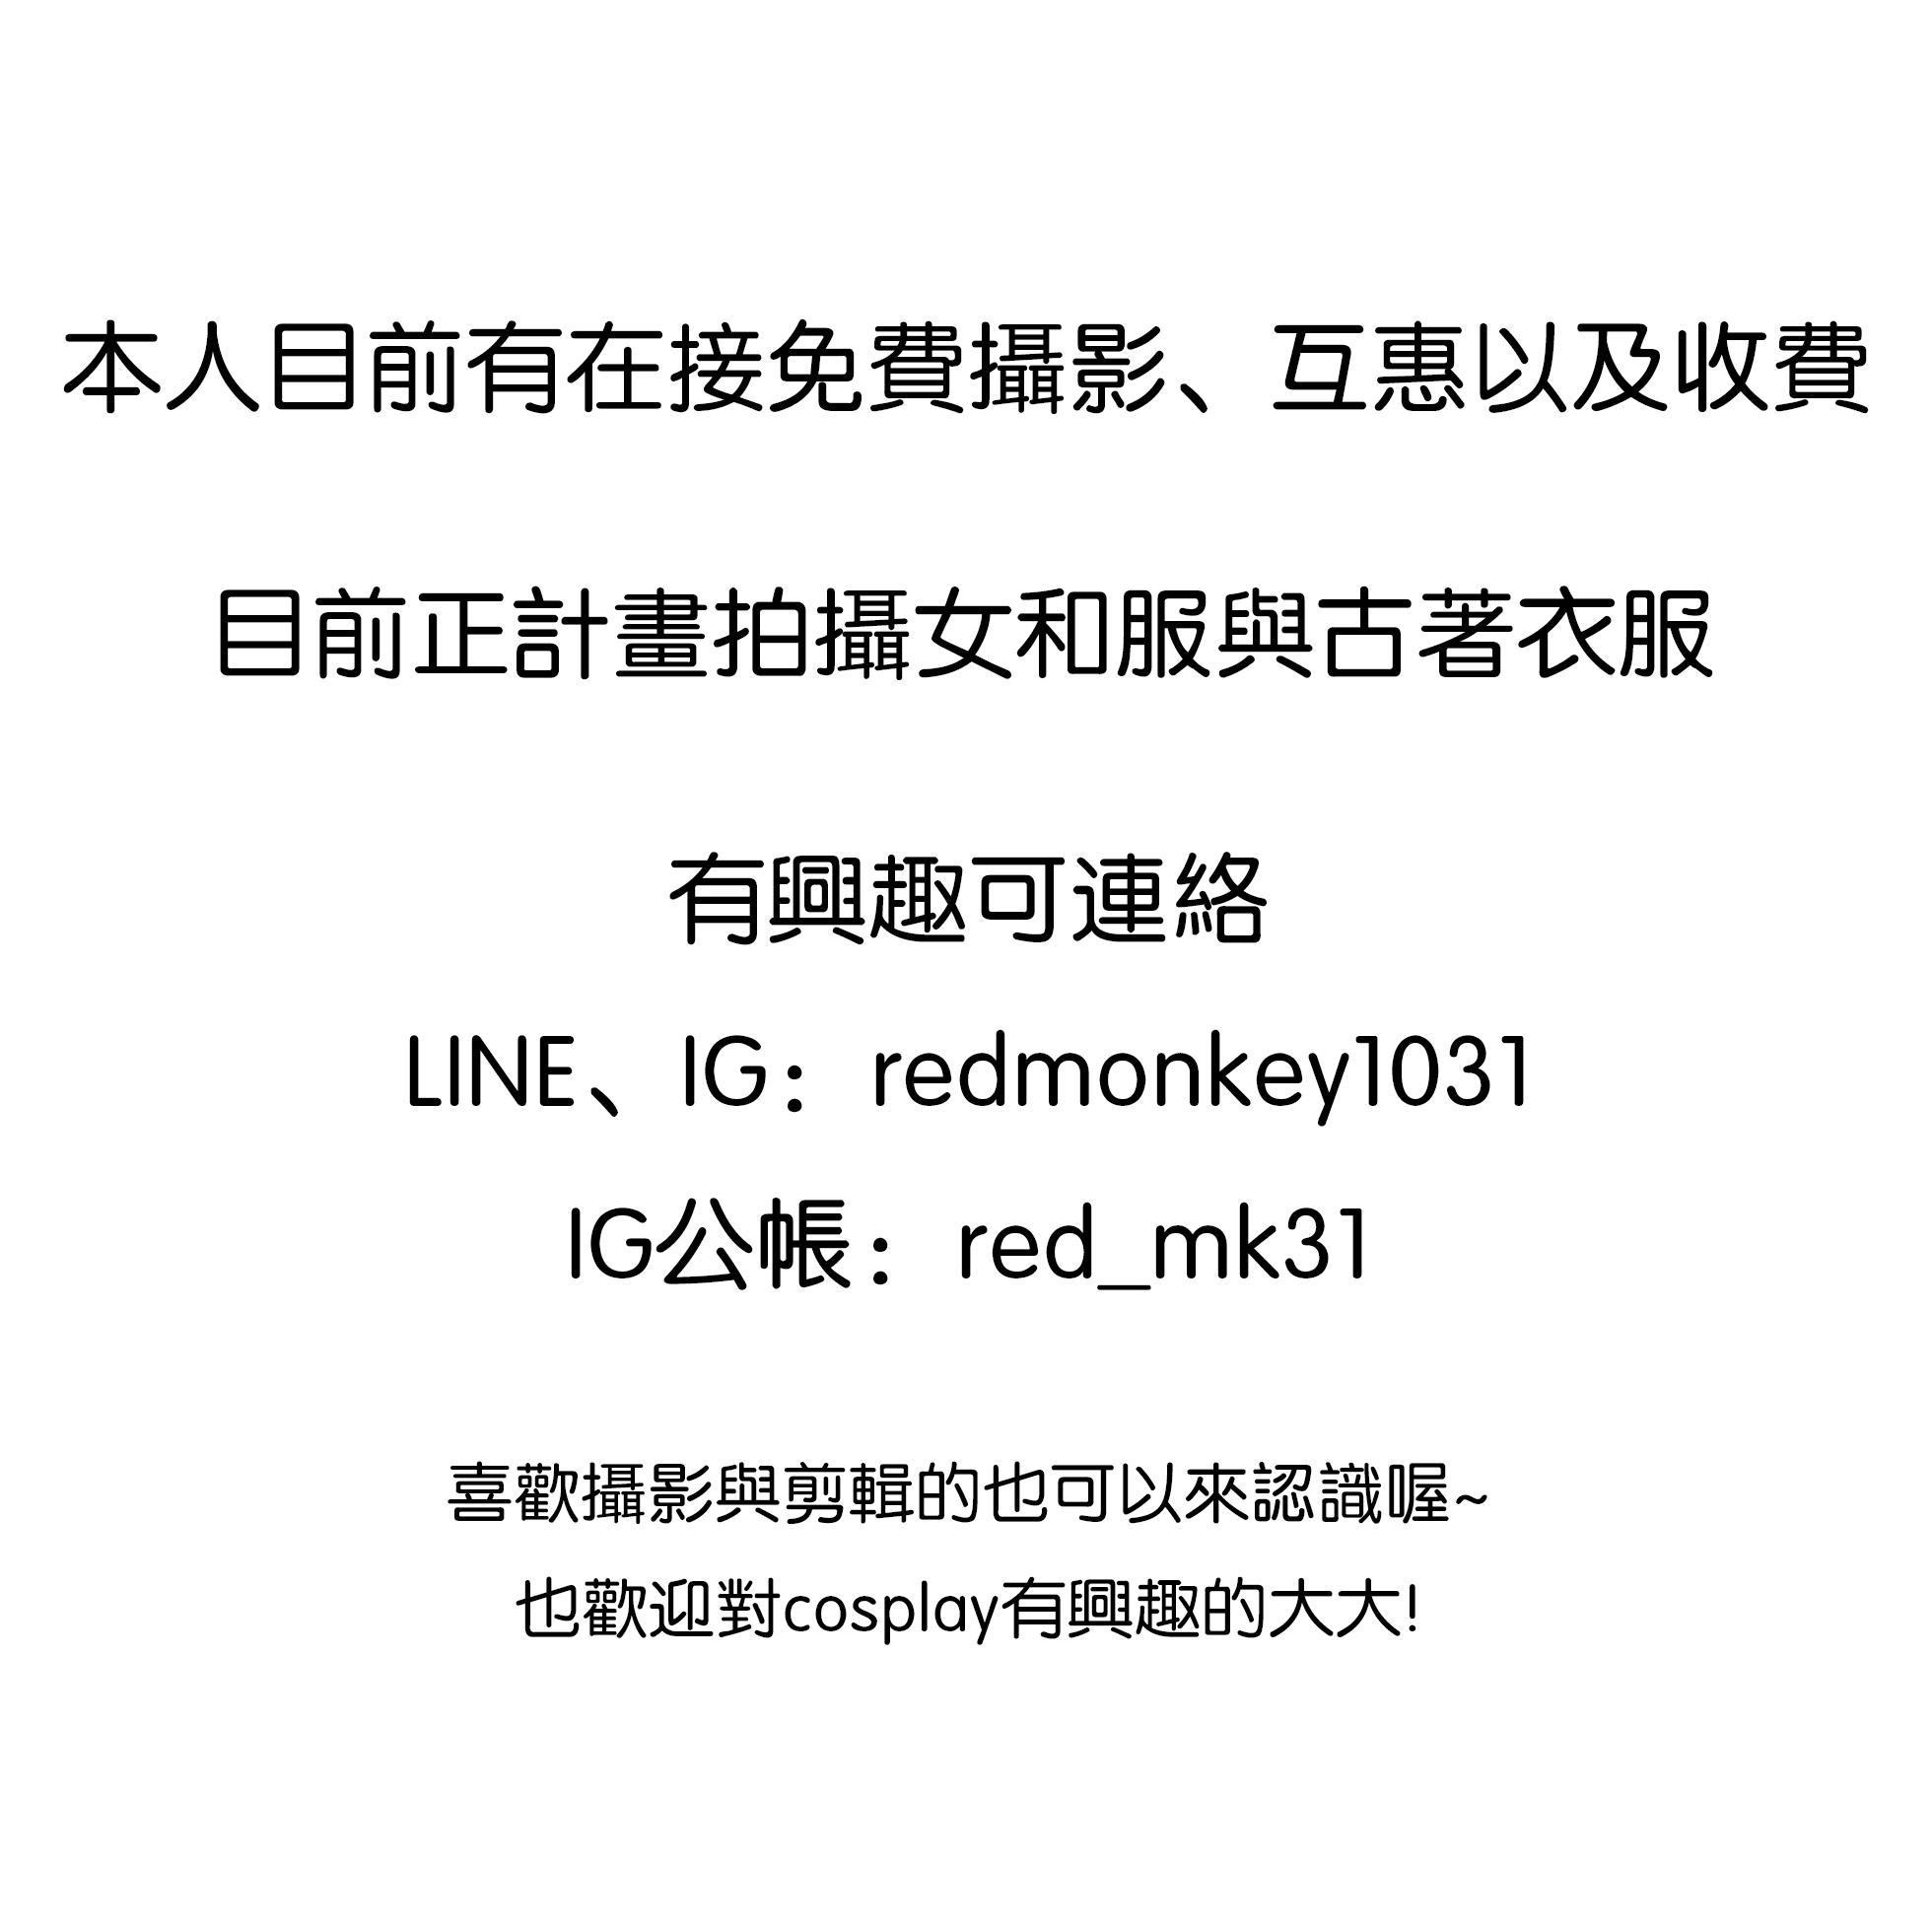 本人目前有在接免費攝影、互惠以及收費
目前正計畫拍攝女和服與古著衣服
有興趣可連絡
LINE、IG：redmonkey1031
IG公帳：red_mk31
喜歡攝影與剪輯的也可以來認識喔~
也歡迎對cosplay有興趣的大大!